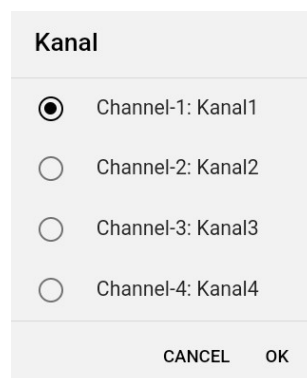 Kanal
Channel-1: Kanal1
Channel-2: Kanal2
Channel-3: Kanal3
Channel-4: Kanal4
CANCEL OK